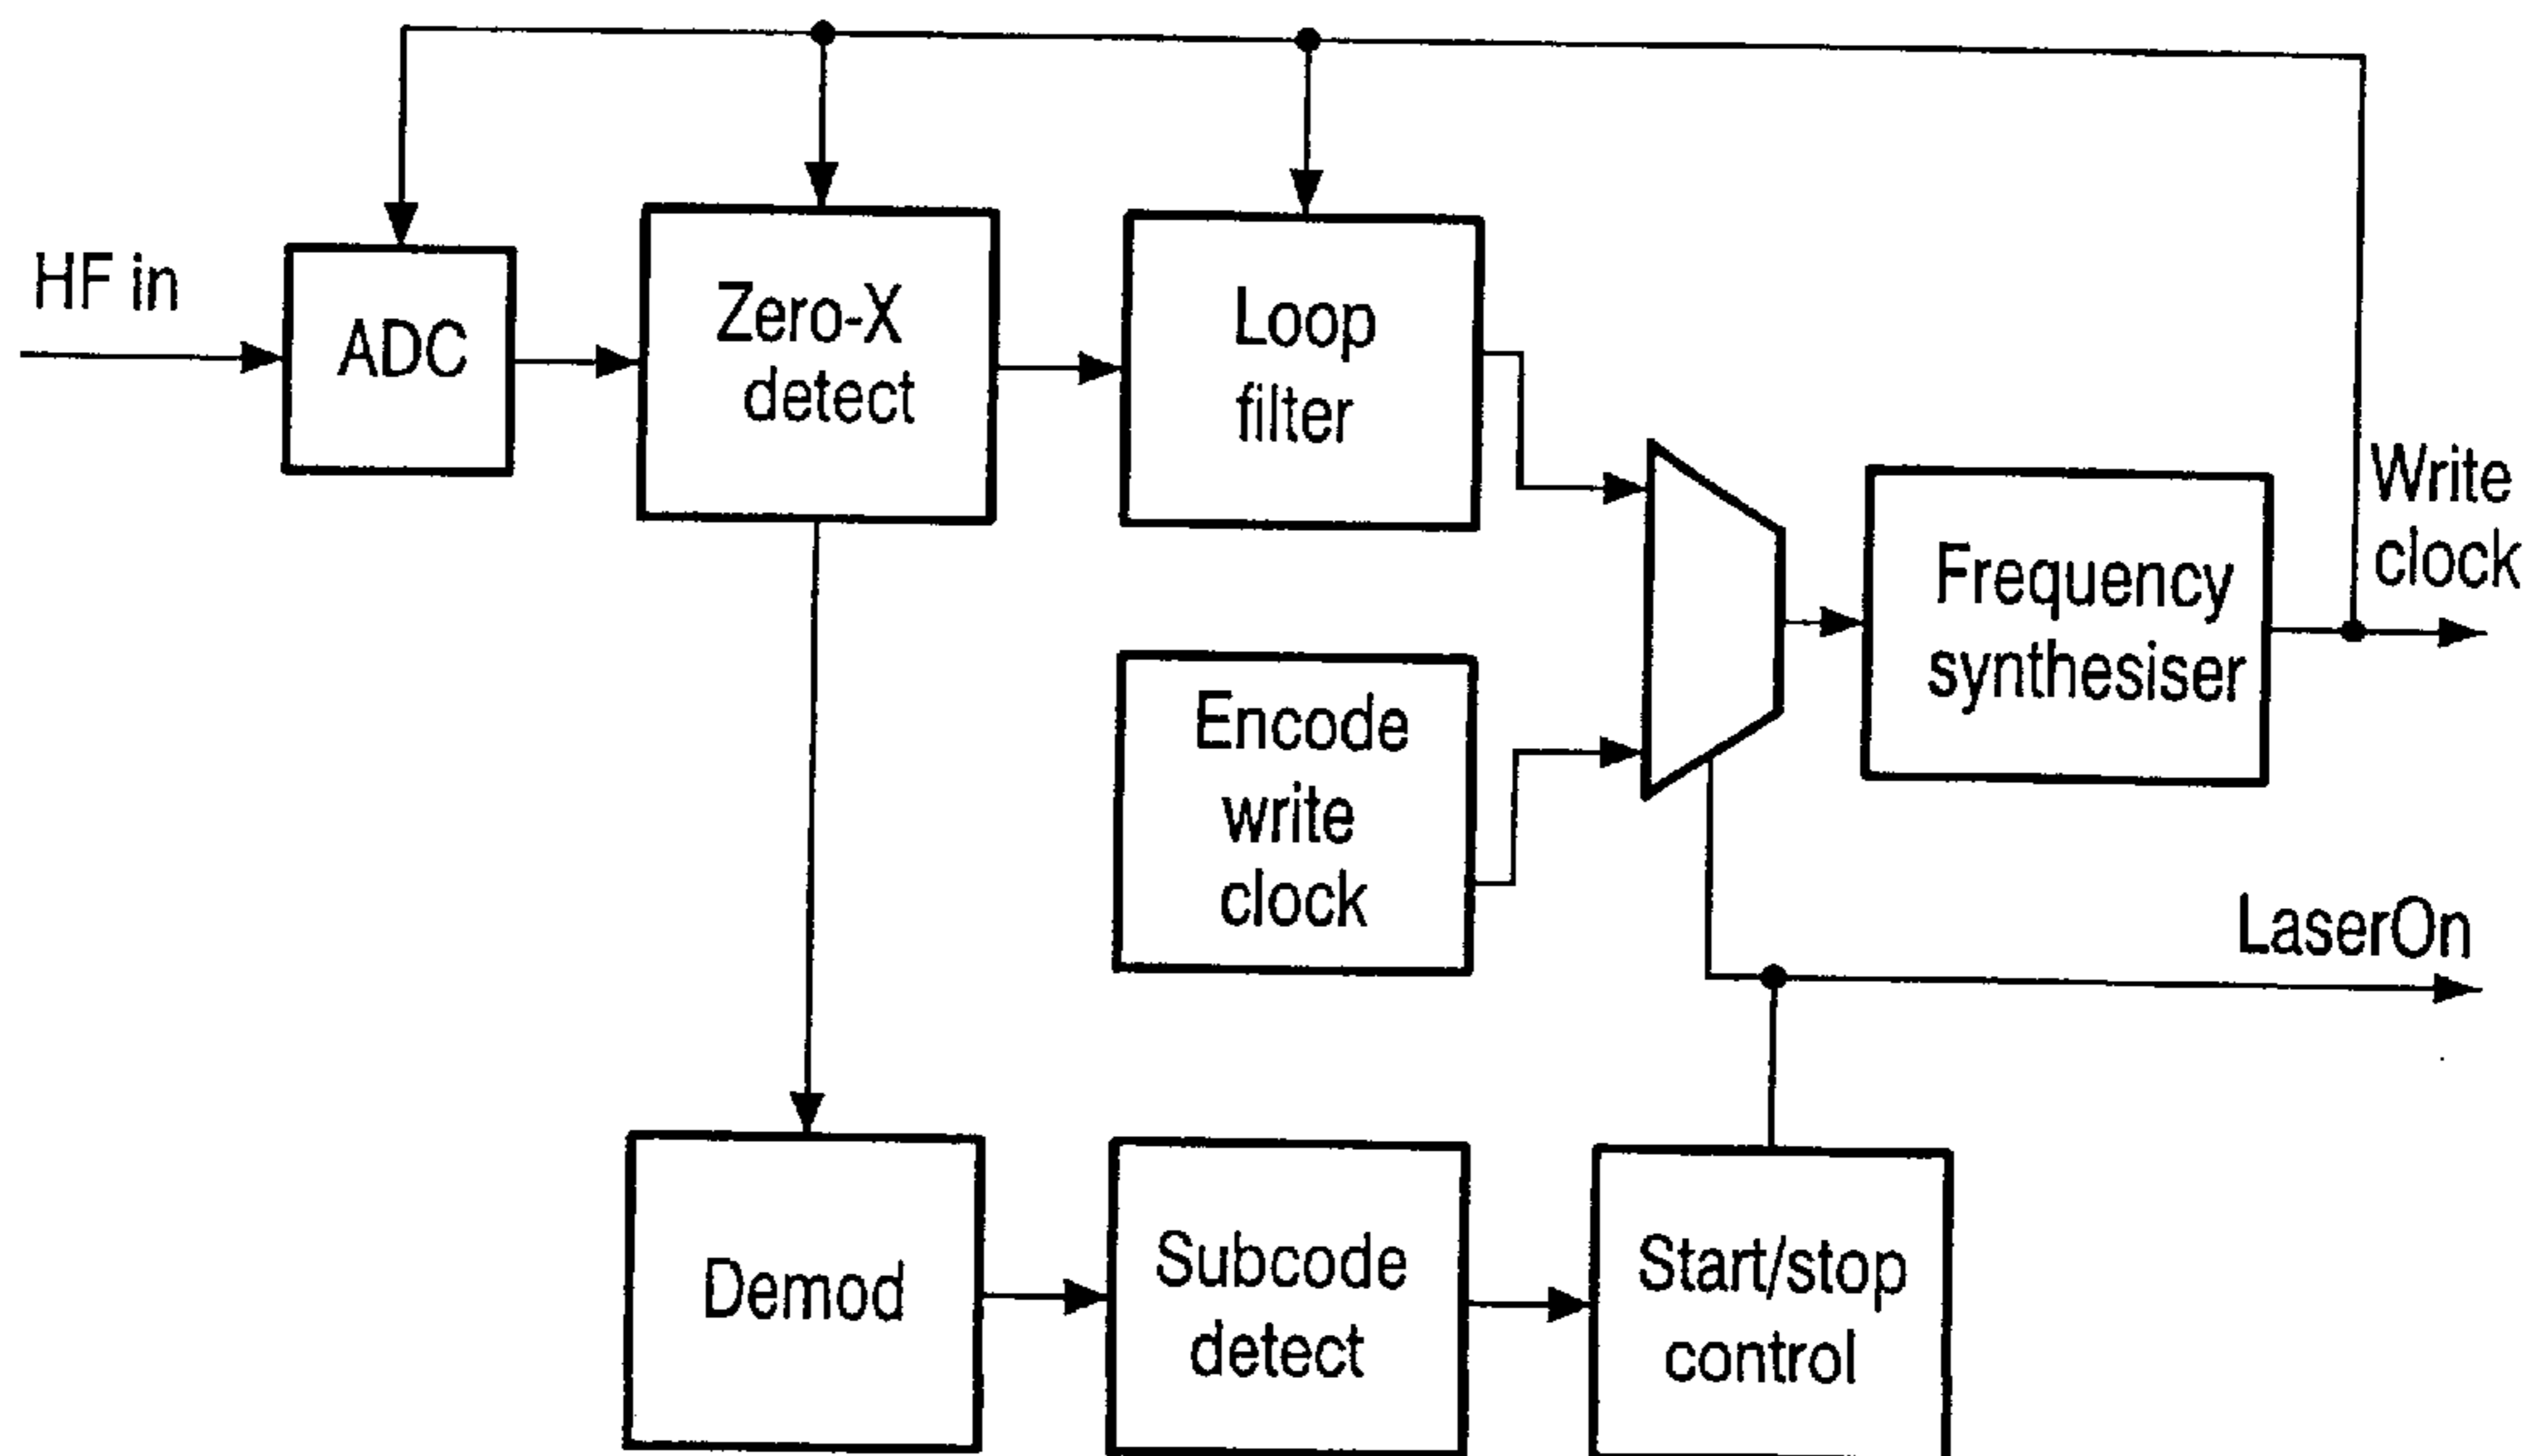 HF in
ADC
Zero-X
detect
Loop
filter
Write
clock
Frequency
synthesiser
Encode
write
clock
LaserOn
Demod
Subcode
detect
Start/stop
control